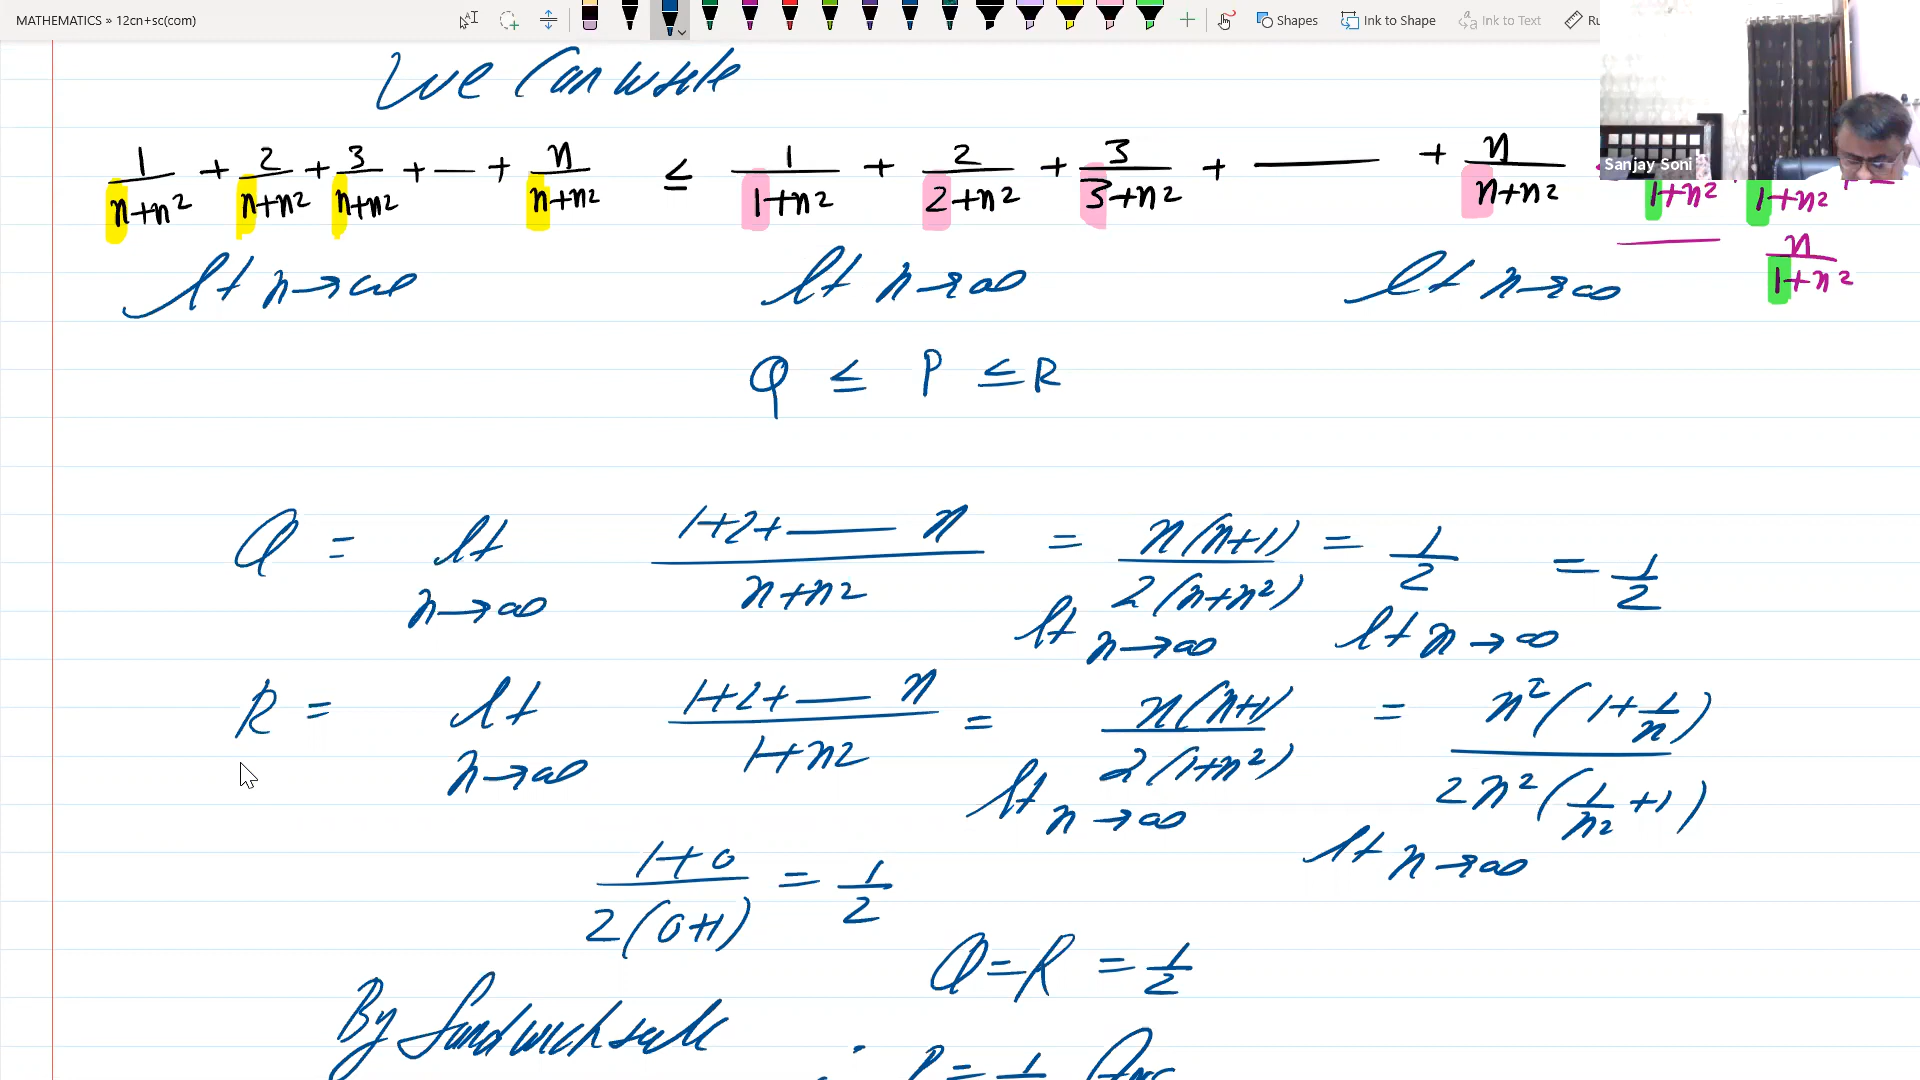 MATHEMATICS » 12cn+sc(com)
Shapes Ink to Shape Ink to Text Ru
We can write
1/(n+n²) + 2/(n+n²) + 3/(n+n²) + — + n/(n+n²) ≤ 1/(1+n²) + 2/(2+n²) + 3/(3+n²) + ——— + n/(n+n²)
Sanjay Soni
1+n² 1+n²
n/(1+n²)
lt n→∞ lt n→∞ lt n→∞
Q ≤ P ≤ R
Q = lt n→∞ (1+2+—— n)/(n+n²) = lt n→∞ n(n+1)/2(n+n²) = lt n→∞ 1/2 = 1/2
R = lt n→∞ (1+2+—— n)/(1+n²) = lt n→∞ n(n+1)/2(1+n²) = lt n→∞ n²(1+1/n)/2n²(1/n²+1)
(1+0)/2(0+1) = 1/2
Q=R = 1/2
By Sandwich rule
∴ P = 1/ Ans